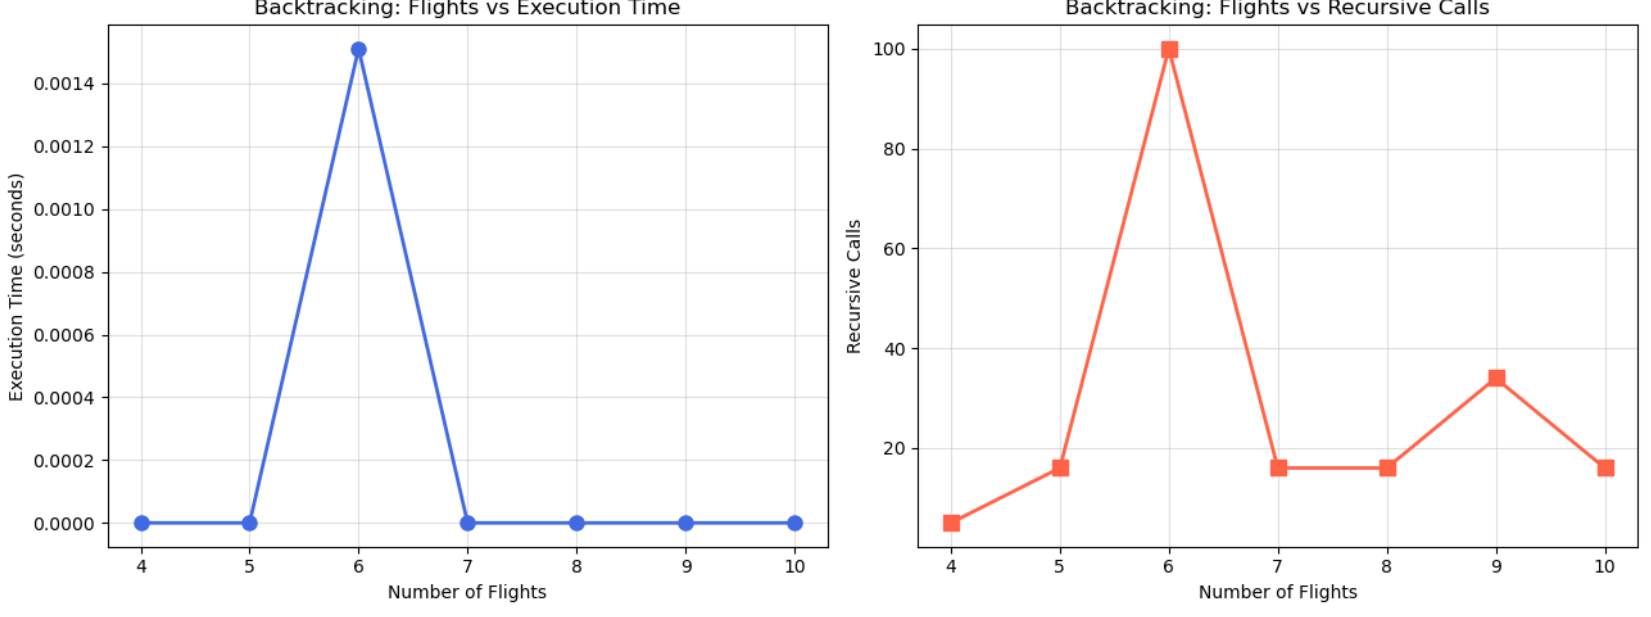 Backtracking: Flights vs Execution Time
0.0014
0.0012
0.0010
0.0008
0.0006
0.0004
0.0002
0.0000
Execution Time (seconds)
4 5 6 7 8 9 10
Number of Flights
Backtracking: Flights vs Recursive Calls
100
80
60
40
20
Recursive Calls
4 5 6 7 8 9 10
Number of Flights